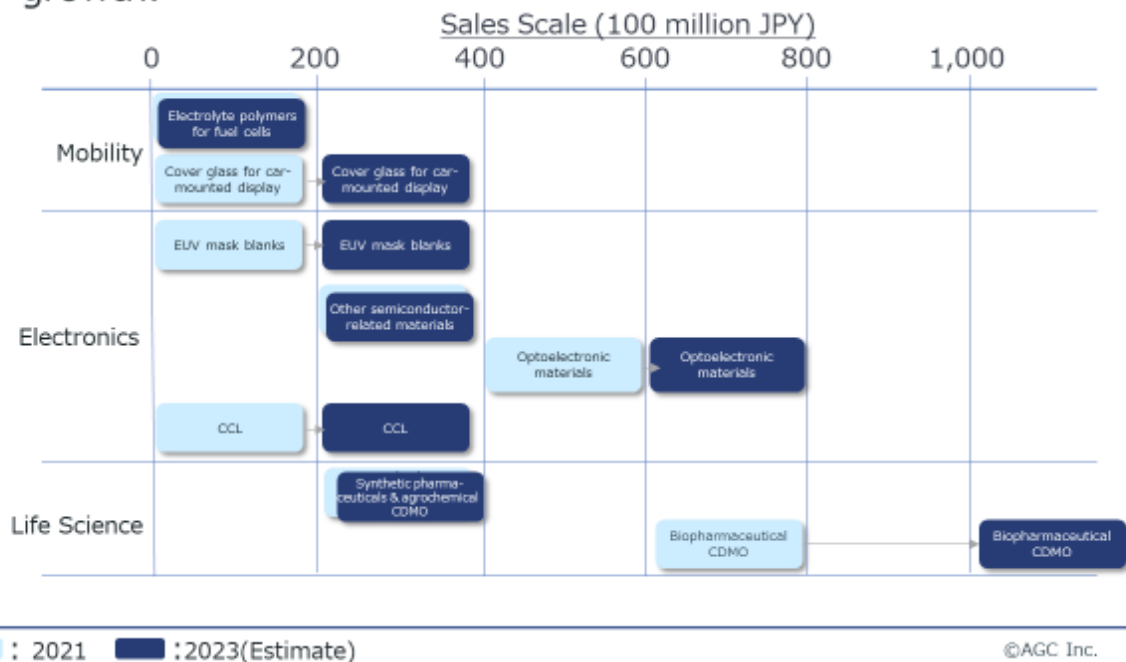 Sales Scale (100 million JPY)
0 200 400 600 800 1,000
Mobility
Electrolyte polymers
for fuel cells
Cover glass for car-
mounted display
Cover glass for car-
mounted display
Electronics
EUV mask blanks
EUV mask blanks
Other semiconductor-
related materials
Optoelectronic
materials
Optoelectronic
materials
CCL
CCL
Life Science
Synthetic pharma-
ceuticals & agrochemical
CDMO
Biopharmaceutical
CDMO
Biopharmaceutical
CDMO
: 2021
:2023(Estimate)
©AGC Inc.